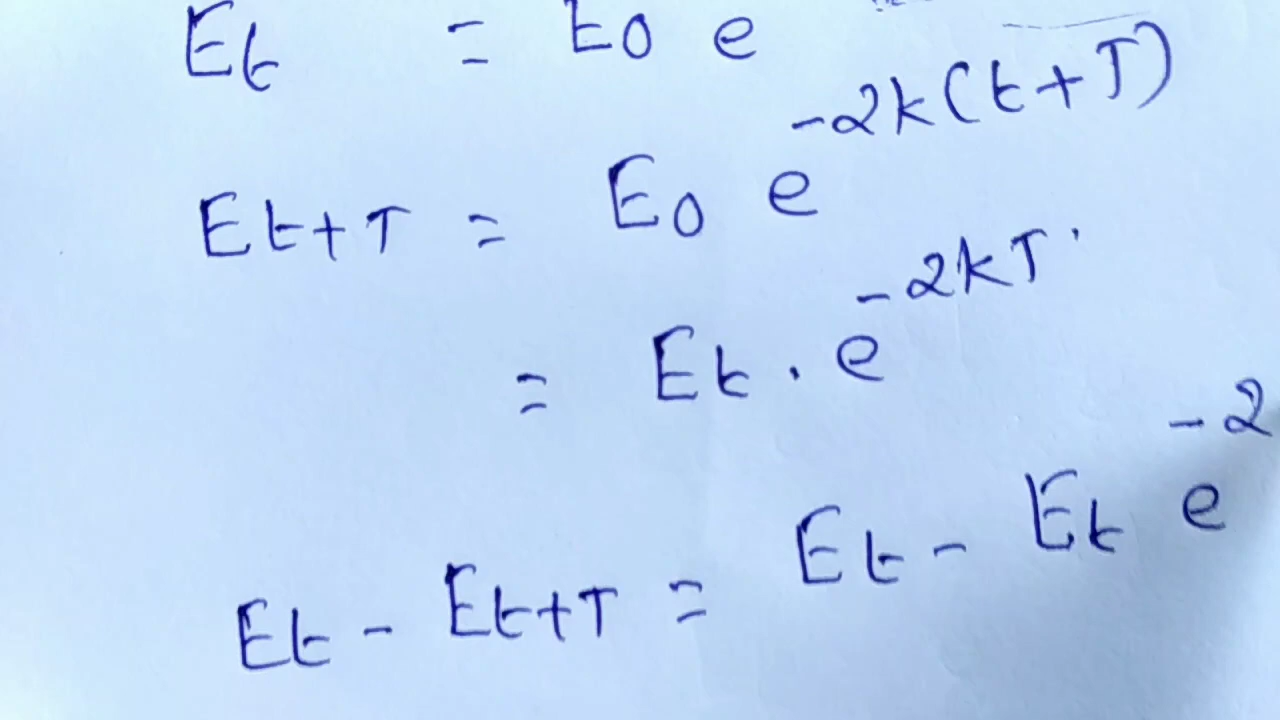 Et = E0 e
Et+T = E0 e^-2k(t+T)
= Et . e^-2kT
Et - Et+T = Et - Et e^-2